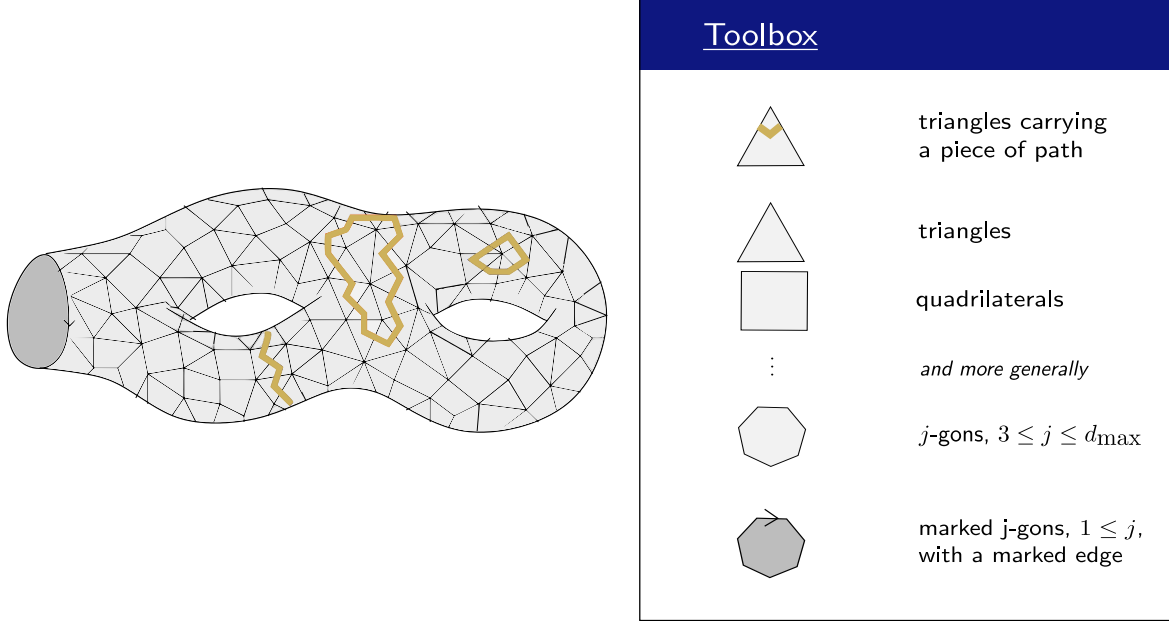 Toolbox
triangles carrying
a piece of path
triangles
quadrilaterals
⋮
and more generally
j-gons, 3 ≤ j ≤ dmax
marked j-gons, 1 ≤ j,
with a marked edge